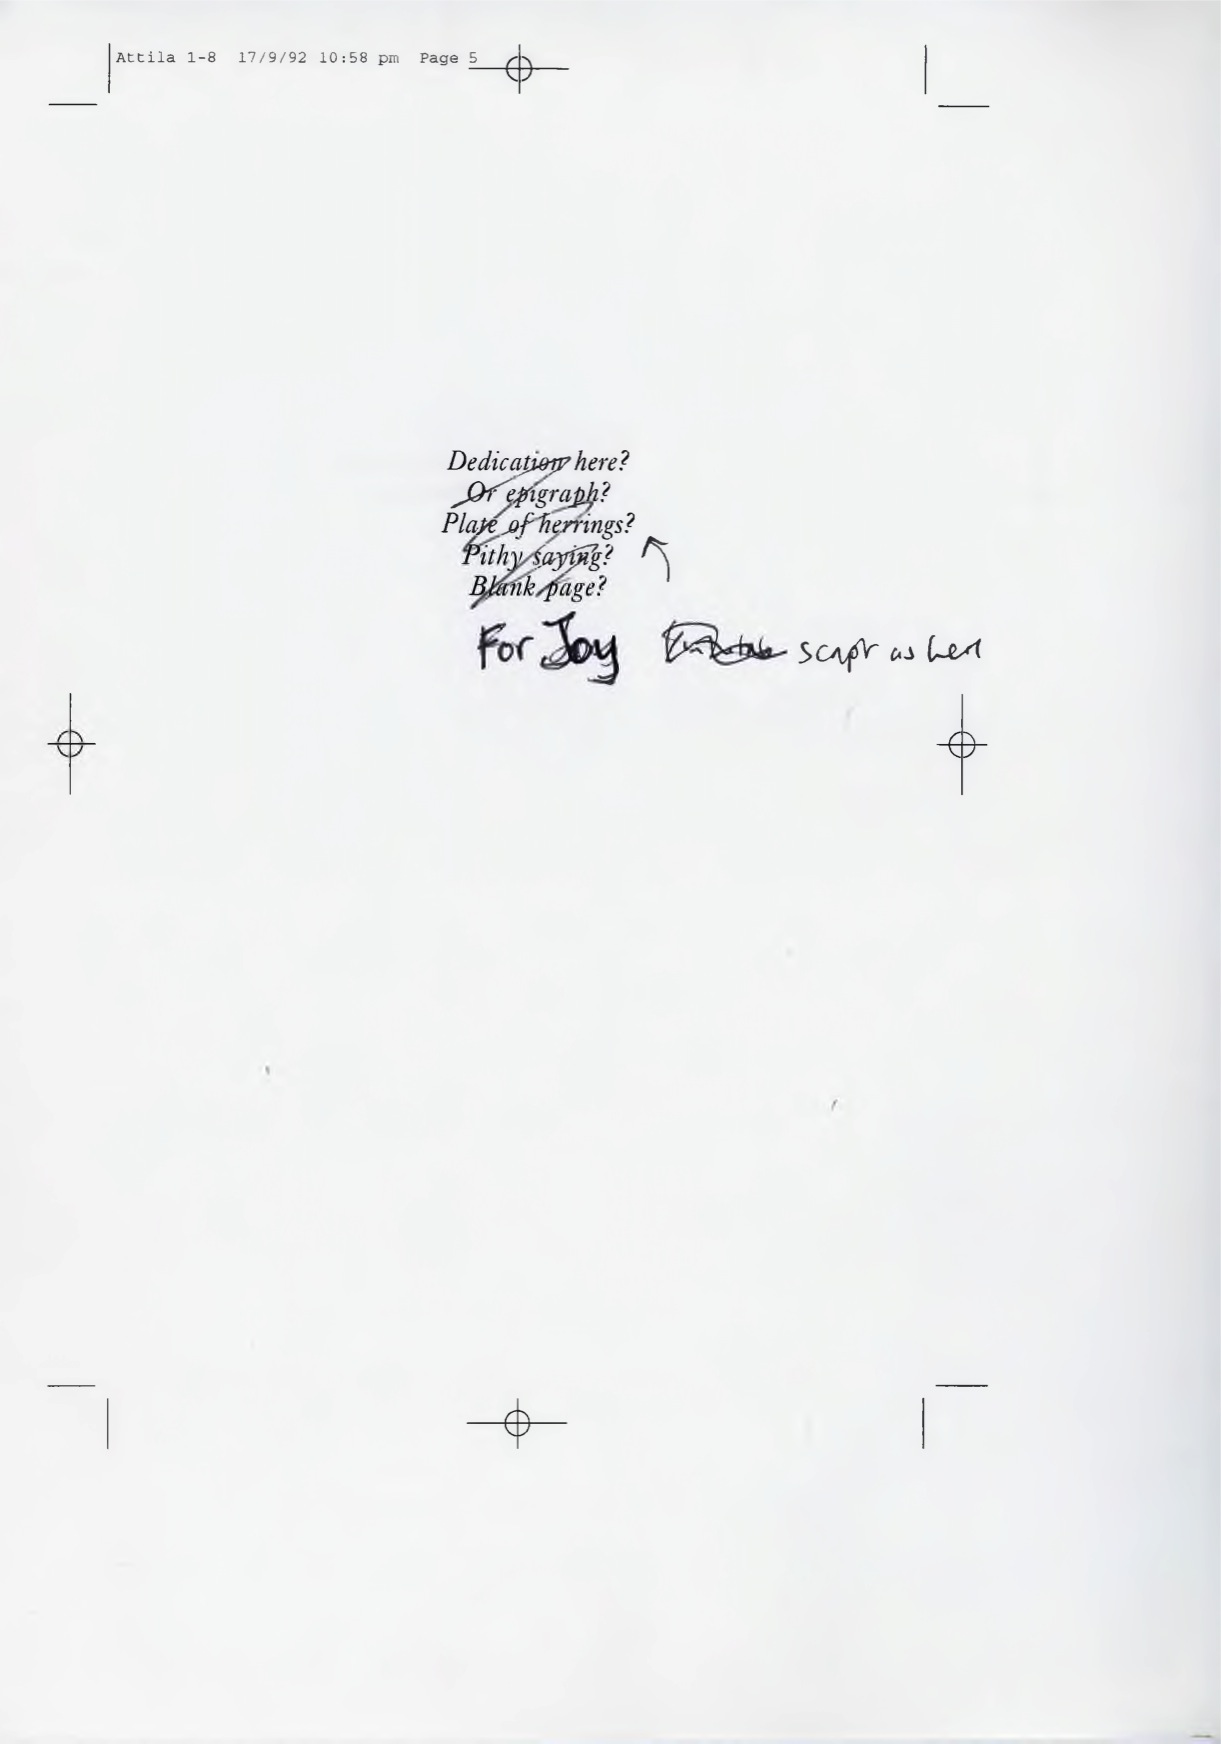 Attila 1-8 17/9/92 10:58 pm Page 5
Dedication here?
Or epigraph?
Plate of herrings?
Pithy saying?
Blank page?
For Joy script as here